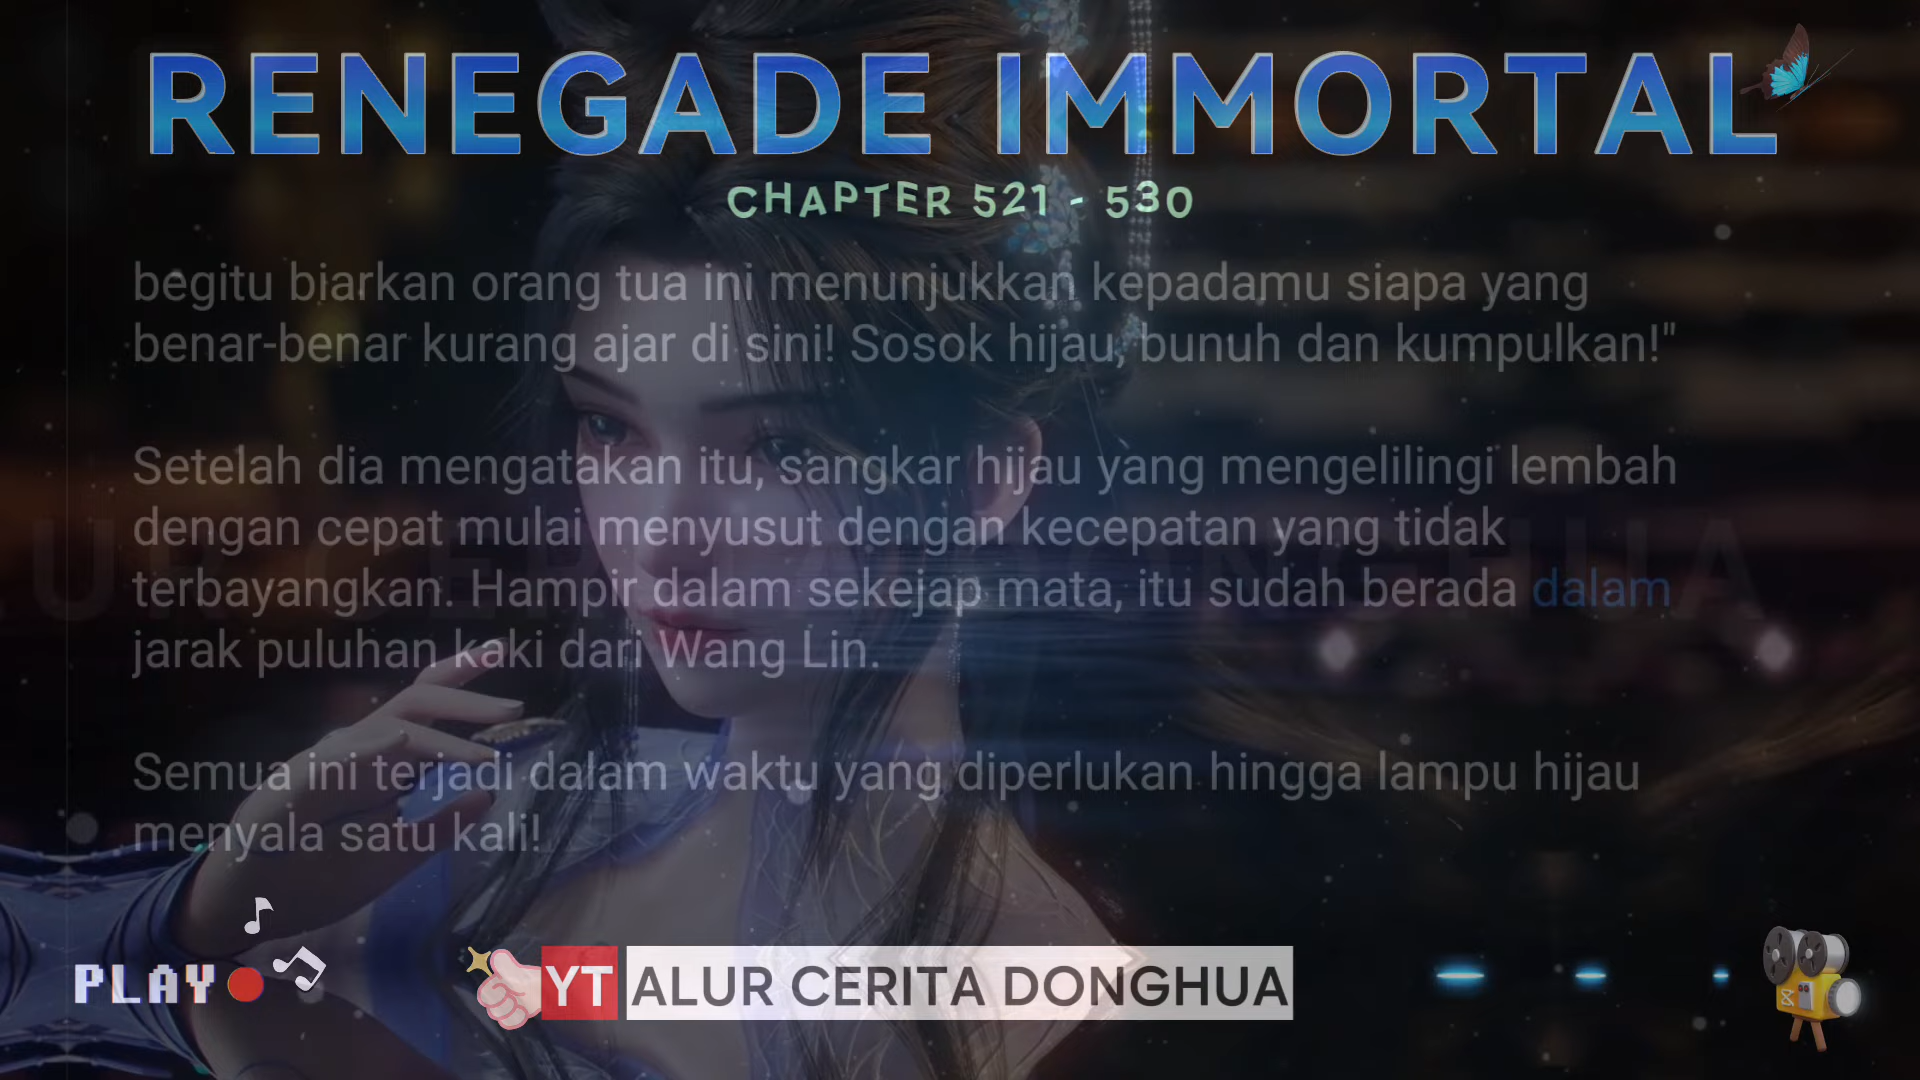 RENEGADE IMMORTAL
CHAPTER 521 - 530
begitu biarkan orang tua ini menunjukkan kepadamu siapa yang
benar-benar kurang ajar di sini! Sosok hijau, bunuh dan kumpulkan!"
Setelah dia mengatakan itu, sangkar hijau yang mengelilingi lembah
dengan cepat mulai menyusut dengan kecepatan yang tidak
terbayangkan. Hampir dalam sekejap mata, itu sudah berada dalam
jarak puluhan kaki dari Wang Lin.
Semua ini terjadi dalam waktu yang diperlukan hingga lampu hijau
menyala satu kali!
PLAY
YT ALUR CERITA DONGHUA